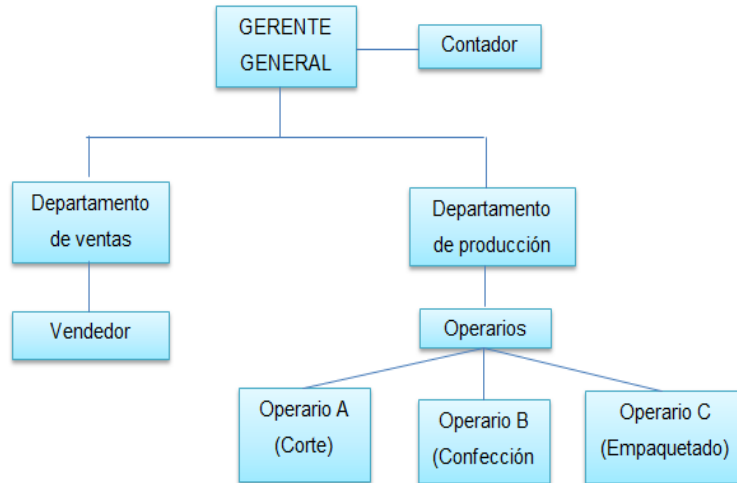 GERENTE
GENERAL
Contador
Departamento
de ventas
Departamento
de producción
Vendedor
Operarios
Operario A
(Corte)
Operario B
(Confección
Operario C
(Empaquetado)